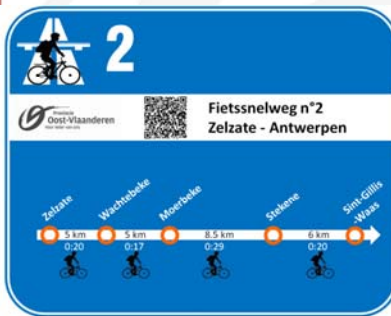 2
Provincie
Oost-Vlaanderen
Fietssnelweg n°2
Zelzate - Antwerpen
Zelzate
Wachtebeke
Moerbeke
Stekene
Sint-Gillis
-Waas
5 km
5 km
8.5 km
6 km
0:20
0:17
0:29
0:20